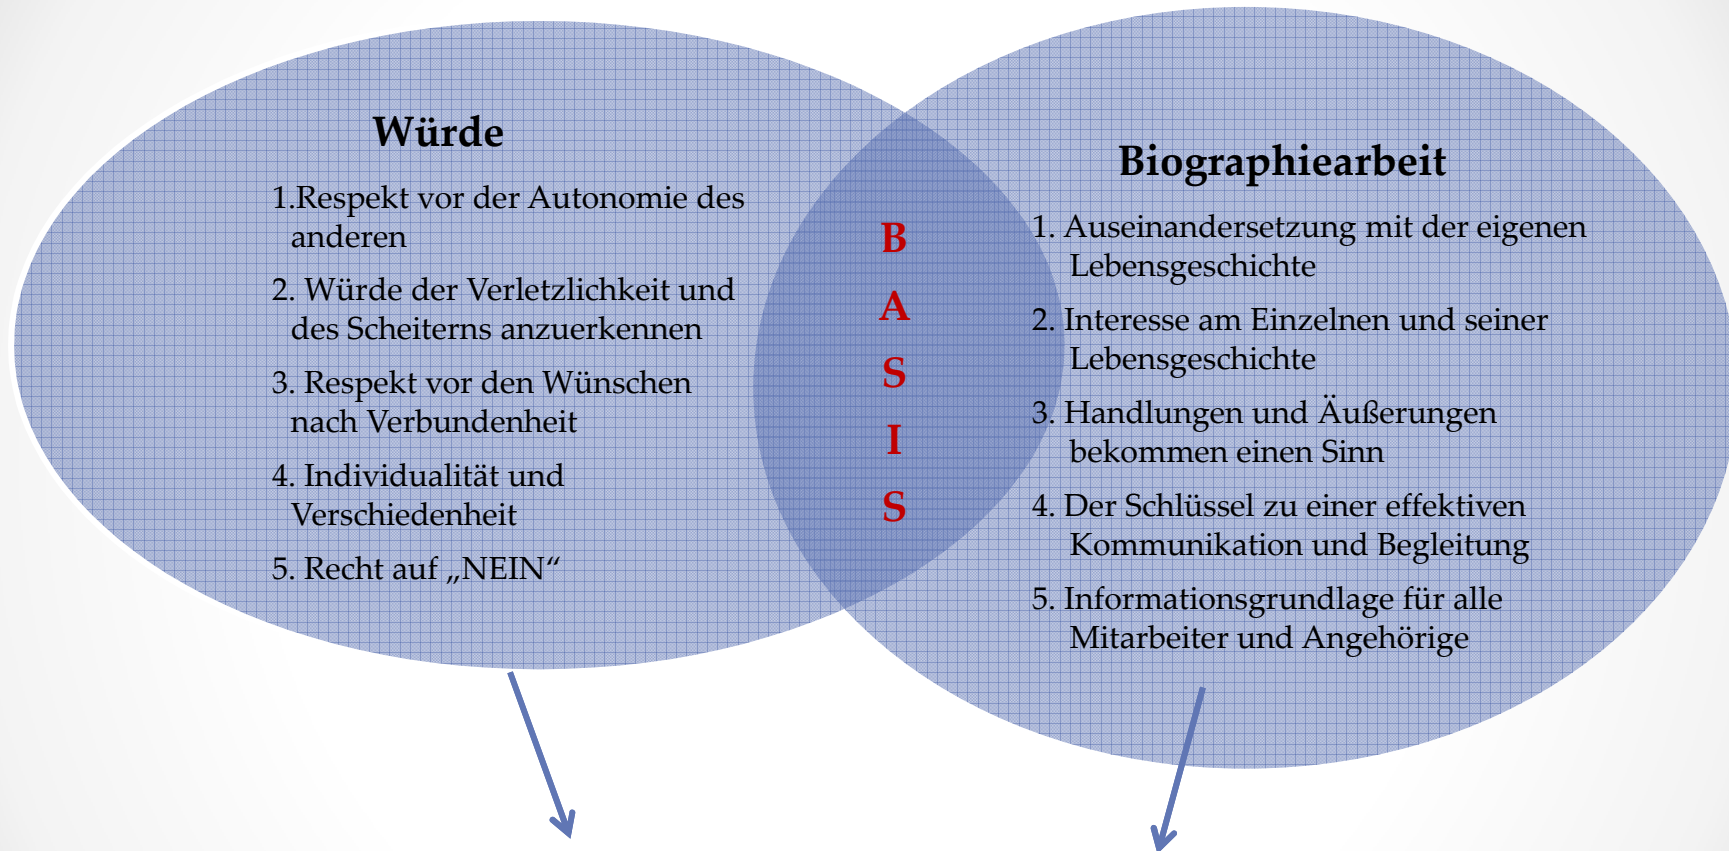 Würde
1.Respekt vor der Autonomie des
anderen
2. Würde der Verletzlichkeit und
des Scheiterns anzuerkennen
3. Respekt vor den Wünschen
nach Verbundenheit
4. Individualität und
Verschiedenheit
5. Recht auf „NEIN“
B
A
S
I
S
Biographiearbeit
1. Auseinandersetzung mit der eigenen
Lebensgeschichte
2. Interesse am Einzelnen und seiner
Lebensgeschichte
3. Handlungen und Äußerungen
bekommen einen Sinn
4. Der Schlüssel zu einer effektiven
Kommunikation und Begleitung
5. Informationsgrundlage für alle
Mitarbeiter und Angehörige